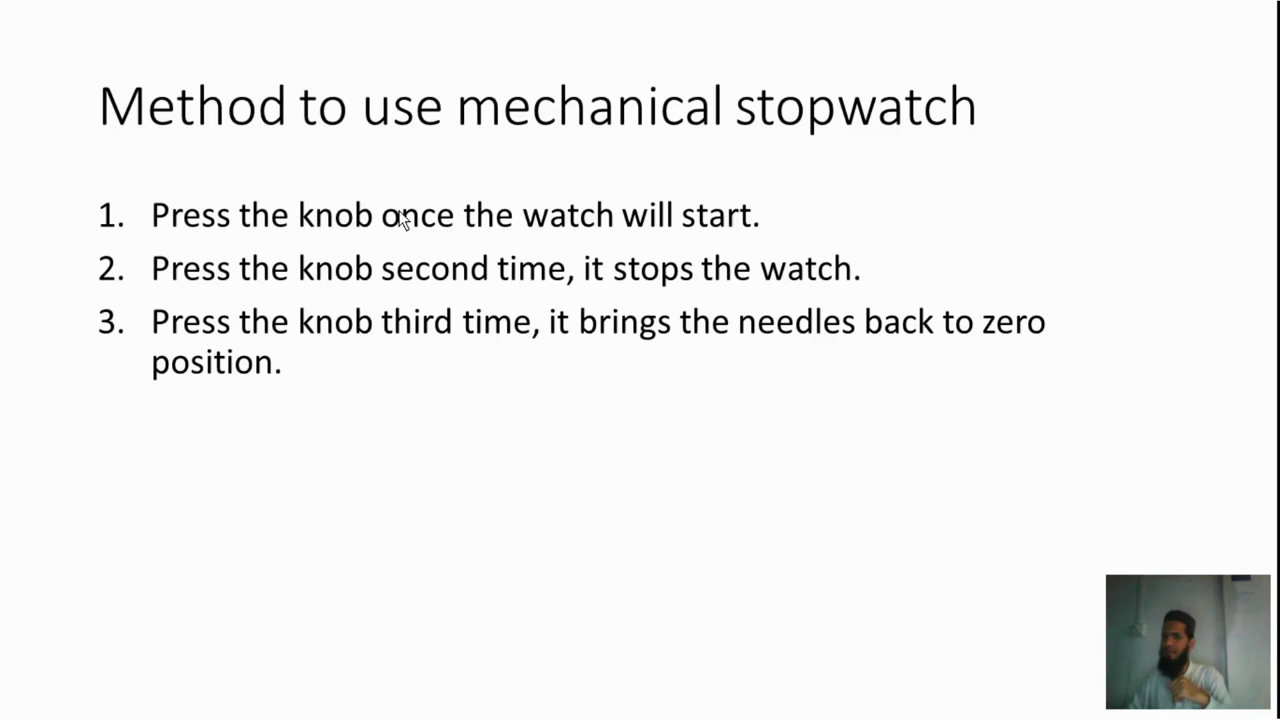 Method to use mechanical stopwatch
1. Press the knob once the watch will start.
2. Press the knob second time, it stops the watch.
3. Press the knob third time, it brings the needles back to zero
position.